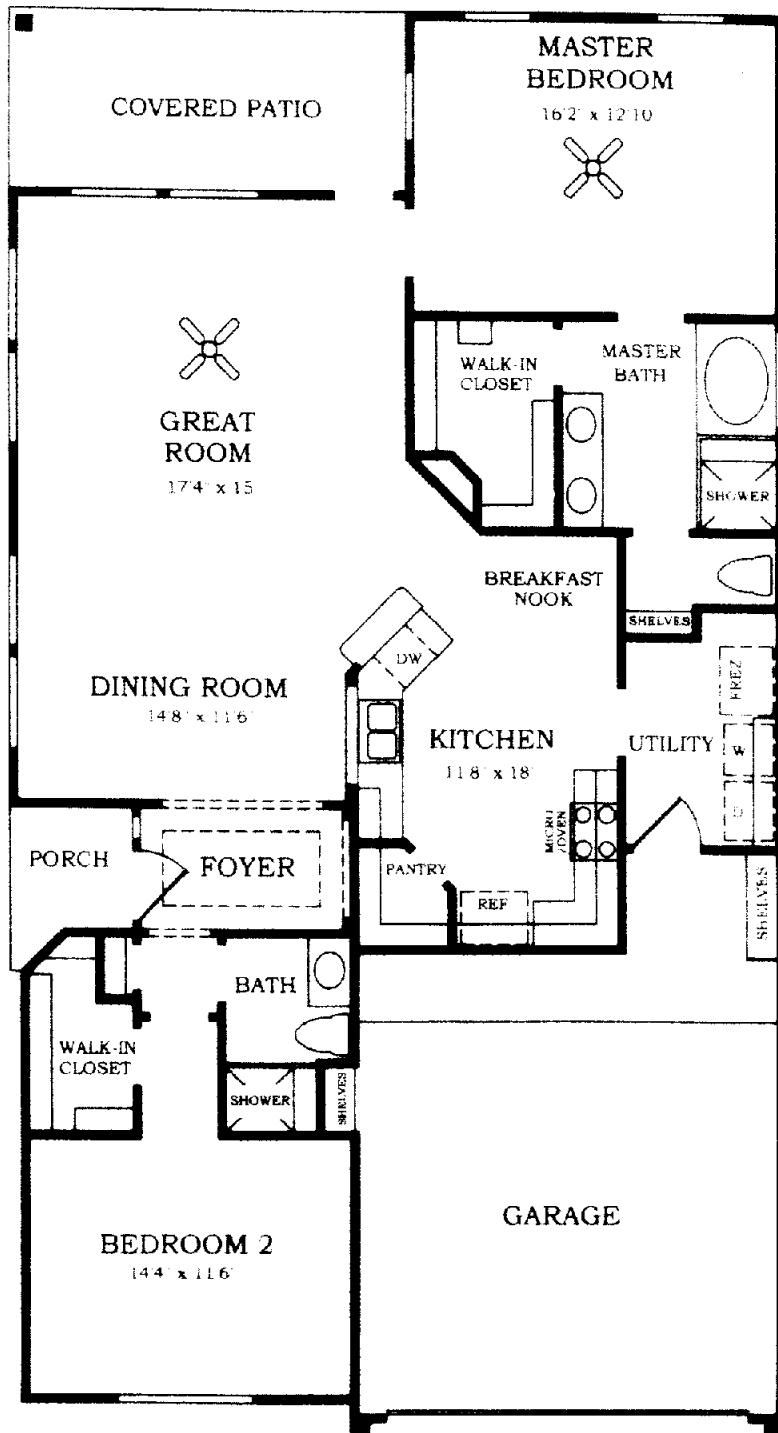 MASTER
BEDROOM
16'2" x 12'10
COVERED PATIO
GREAT
ROOM
17'4" x 15
WALK-IN
CLOSET
MASTER
BATH
SHOWER
BREAKFAST
NOOK
SHELVES
DW
FREZ
DINING ROOM
14'8" x 11'6"
KITCHEN
11'8" x 18'
UTILITY
W
D
MICRO
/OVEN
PORCH
FOYER
PANTRY
REF
SHELVES
BATH
WALK-IN
CLOSET
SHOWER
SHELVES
GARAGE
BEDROOM 2
14'4" x 11'6"